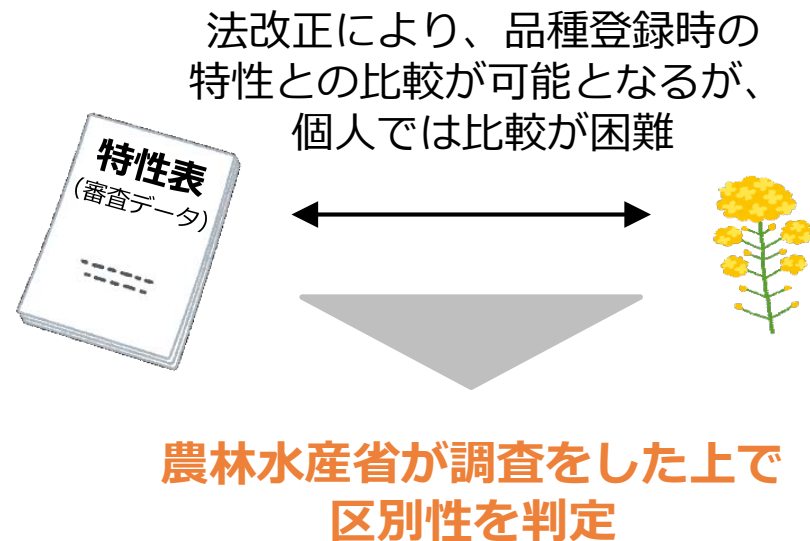 法改正により、品種登録時の
特性との比較が可能となるが、
個人では比較が困難
特性表
(審査データ)
農林水産省が調査をした上で
区別性を判定